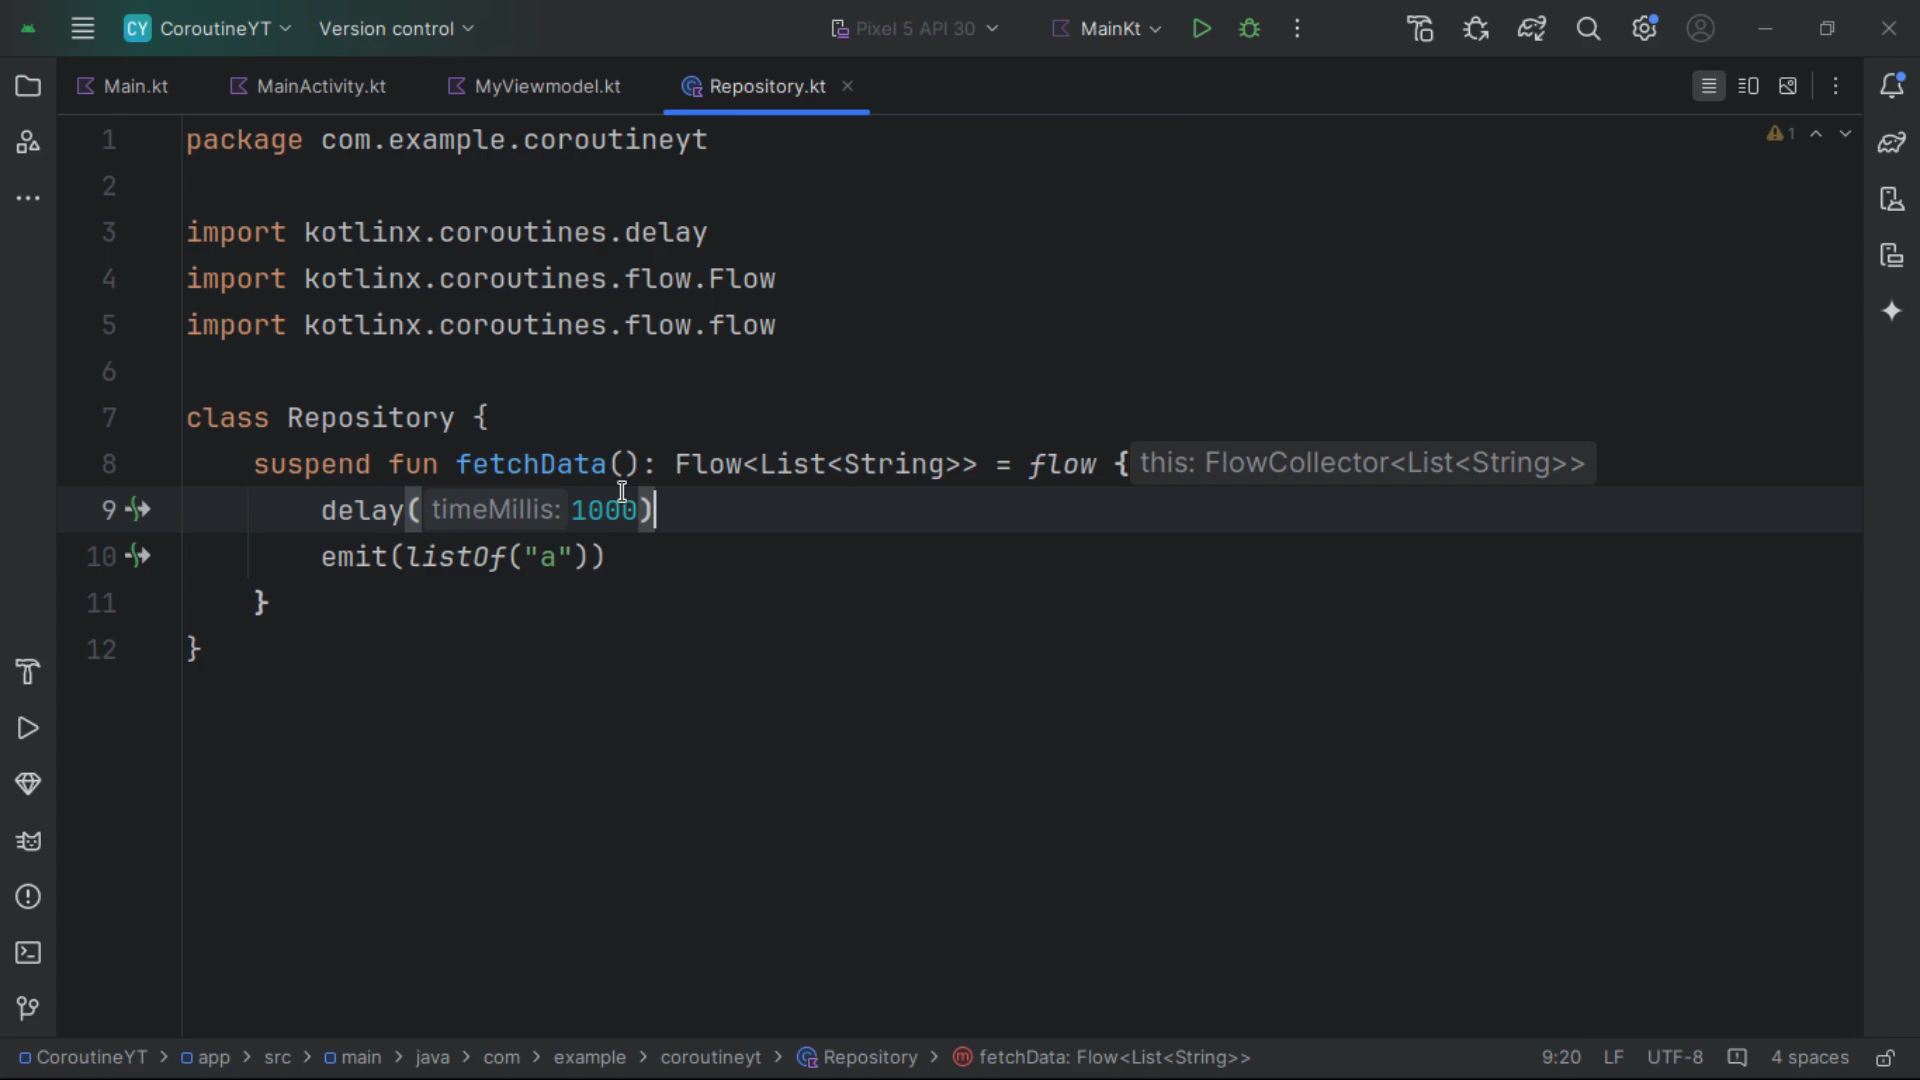 CY CoroutineYT Version control Pixel 5 API 30 MainKt
Main.kt MainActivity.kt MyViewmodel.kt Repository.kt
1 package com.example.coroutineyt 1
2
3 import kotlinx.coroutines.delay
4 import kotlinx.coroutines.flow.Flow
5 import kotlinx.coroutines.flow.flow
6
7 class Repository {
8 suspend fun fetchData(): Flow<List<String>> = flow { this: FlowCollector<List<String>>
9 delay( timeMillis: 1000)
10 emit(listOf("a"))
11 }
12 }
CoroutineYT > app > src > main > java > com > example > coroutineyt > Repository > m fetchData: Flow<List<String>> 9:20 LF UTF-8 4 spaces